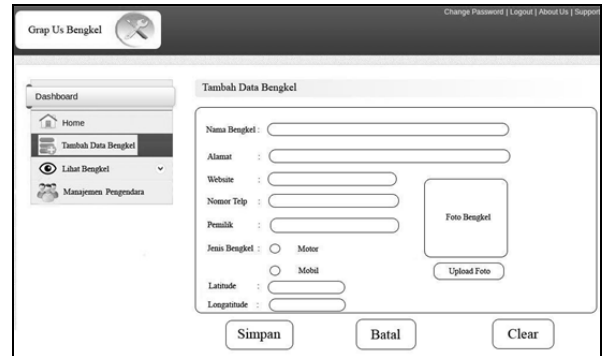 Change Password | Logout | About Us | Support
Grap Us Bengkel
Dashboard
Home
Tambah Data Bengkel
Lihat Bengkel
Manajemen Pengendara
Tambah Data Bengkel
Nama Bengkel :
Alamat :
Website :
Nomor Telp :
Pemilik :
Jenis Bengkel : Motor
Mobil
Latitude :
Longatitude :
Foto Bengkel
Upload Foto
Simpan Batal Clear